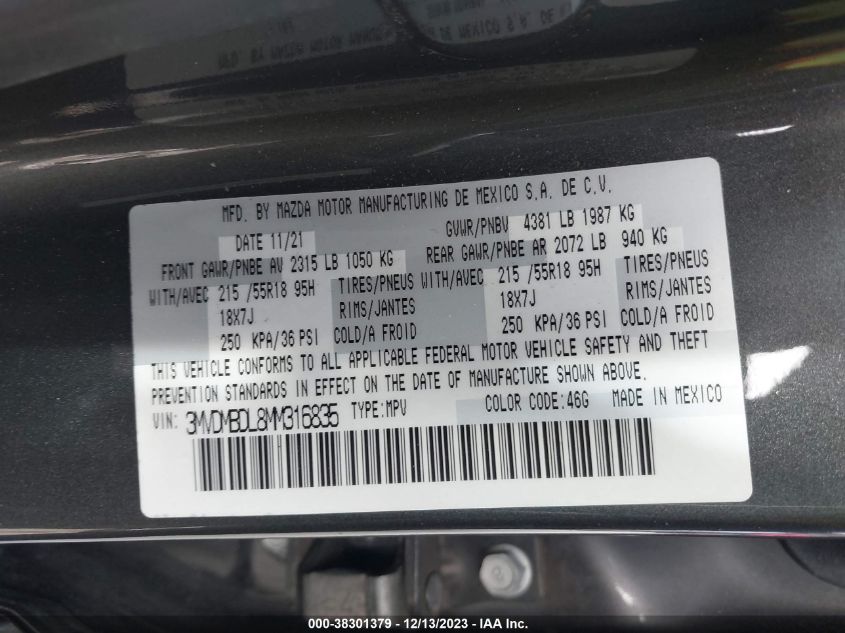 MFD. BY MAZDA MOTOR MANUFACTURING DE MEXICO S.A. DE C.V.
DATE 11/21 GVWR/PNBV 4381 LB 1987 KG
FRONT GAWR/PNBE AV 2315 LB 1050 KG REAR GAWR/PNBE AR 2072 LB 940 KG
WITH/AVEC 215 /55R18 95H TIRES/PNEUS WITH/AVEC 215 /55R18 95H TIRES/PNEUS
18X7J RIMS/JANTES 18X7J RIMS/JANTES
250 KPA/36 PSI COLD/A FROID 250 KPA/36 PSI COLD/A FROID
THIS VEHICLE CONFORMS TO ALL APPLICABLE FEDERAL MOTOR VEHICLE SAFETY AND THEFT
PREVENTION STANDARDS IN EFFECT ON THE DATE OF MANUFACTURE SHOWN ABOVE.
VIN: 3MVDMBDL8MM316835 TYPE:MPV COLOR CODE:46G MADE IN MEXICO
000-38301379 - 12/13/2023 - IAA Inc.